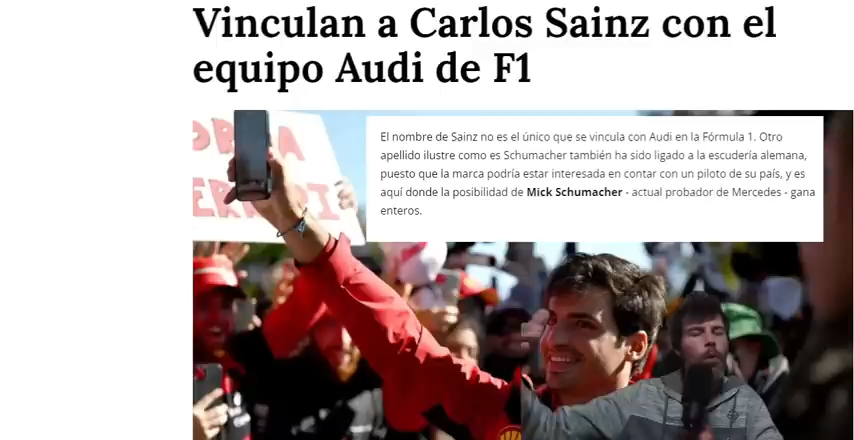 Vinculan a Carlos Sainz con el
equipo Audi de F1
El nombre de Sainz no es el único que se vincula con Audi en la Fórmula 1. Otro
apellido ilustre como es Schumacher también ha sido ligado a la escudería alemana,
puesto que la marca podría estar interesada en contar con un piloto de su país, y es
aquí donde la posibilidad de Mick Schumacher - actual probador de Mercedes - gana
enteros.